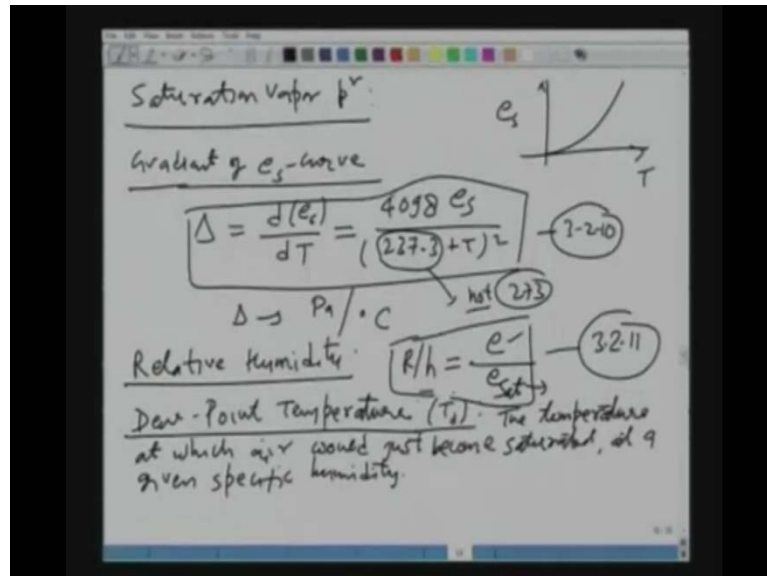 Saturation Vapor pr.
es
T
Gradient of es-curve
Δ = d(es)/dT = 4098 es / (237.3+T)² — 3-2-10
not 273
Δ → Pa/°C
Relative Humidity. R/h = e/eSat — 3.2.11
Dew-Point Temperature (Td). The temperature
at which air would just become saturated, at a
given specific humidity.